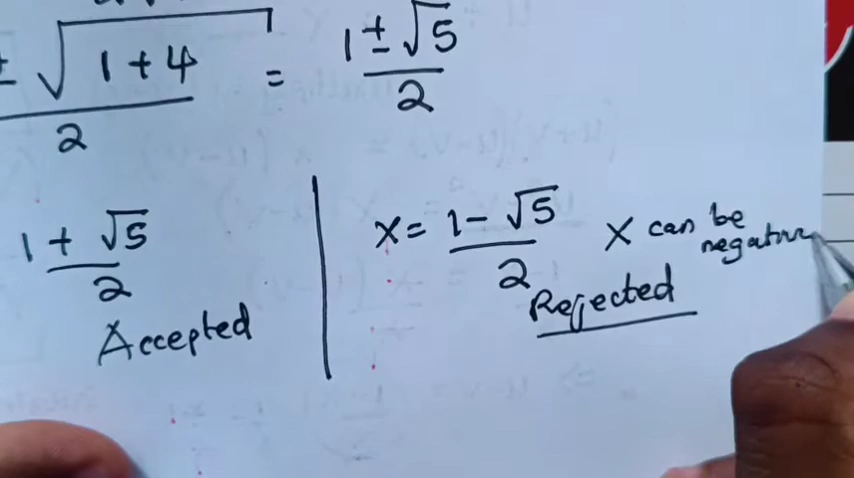 ± √(1+4) / 2 = 1 ± √5 / 2
1 + √5 / 2
Accepted
x = 1 - √5 / 2
Rejected
X can be
negative